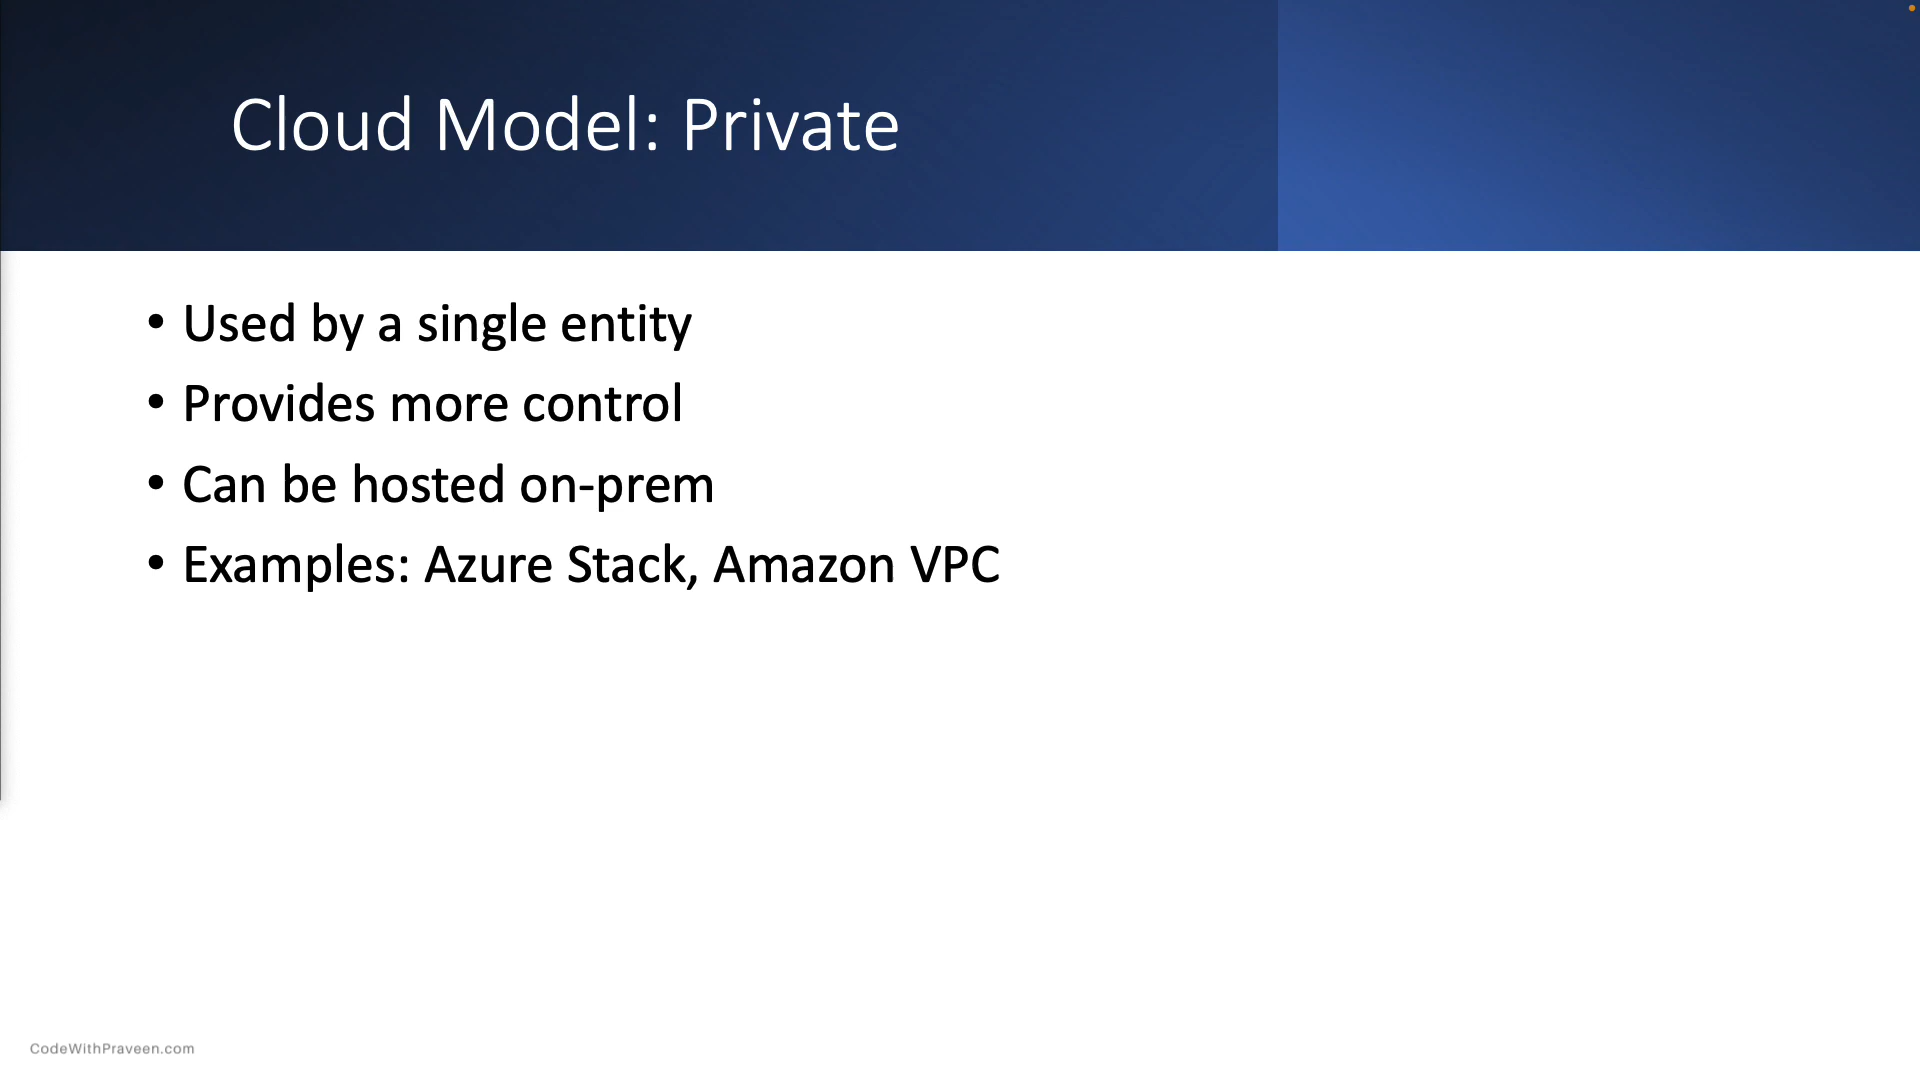 Cloud Model: Private
• Used by a single entity
• Provides more control
• Can be hosted on-prem
• Examples: Azure Stack, Amazon VPC
CodeWithPraveen.com